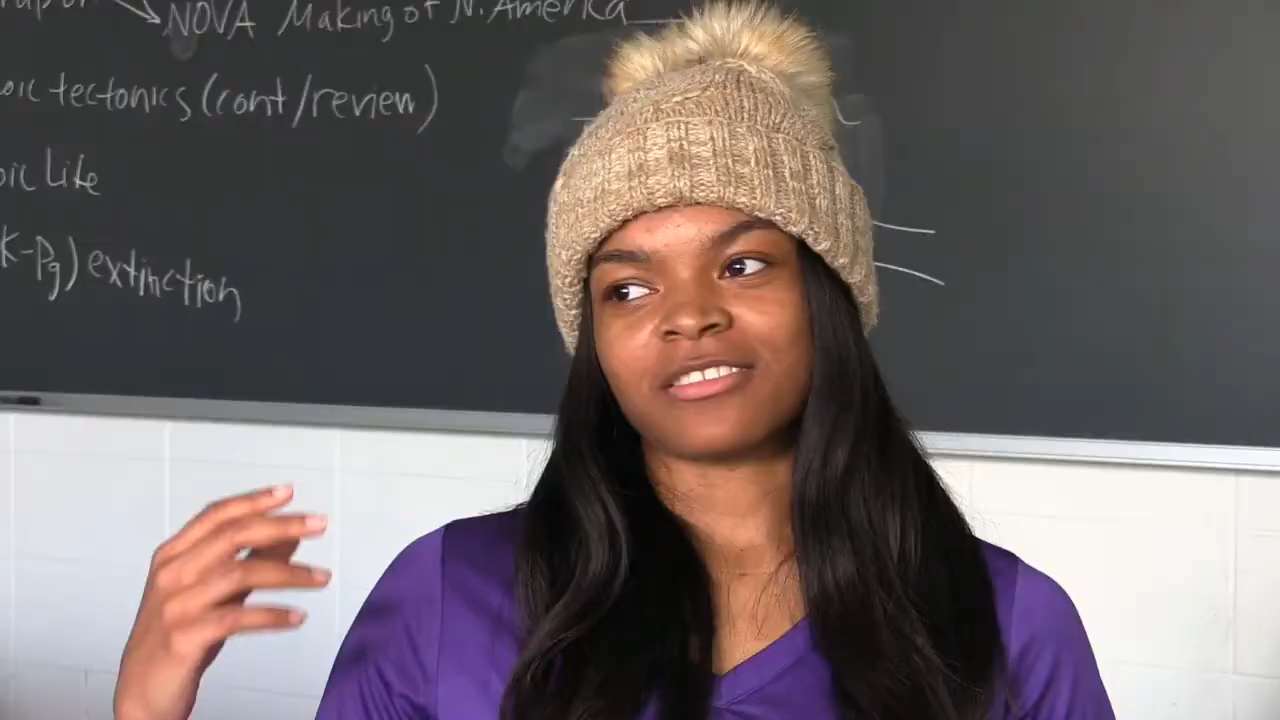 NOVA Making of N. America
oic tectonics (cont/review)
oic Life
K-Pg) extinction